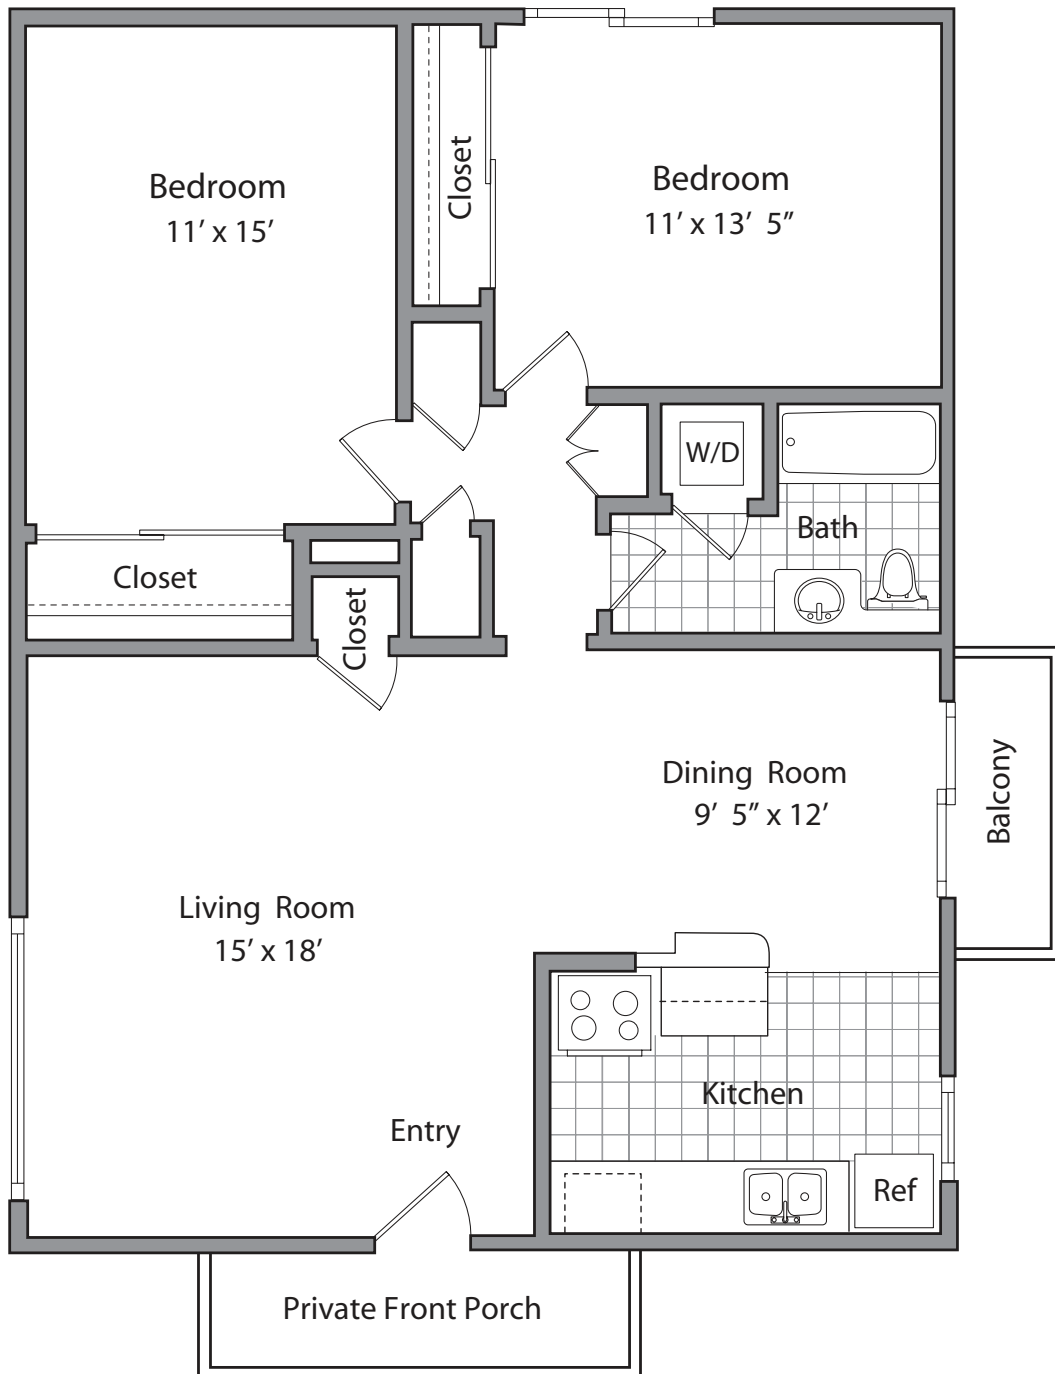 Bedroom
11’ x 15’
Closet
Bedroom
11’ x 13’ 5”
W/D
Bath
Closet
Closet
Dining Room
9’ 5” x 12’
Balcony
Living Room
15’ x 18’
Kitchen
Entry
Ref
Private Front Porch